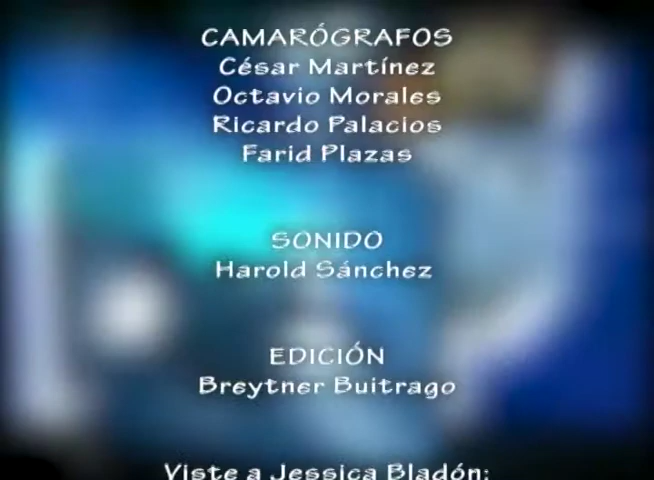 CAMARÓGRAFOS
César Martínez
Octavio Morales
Ricardo Palacios
Farid Plazas
SONIDO
Harold Sánchez
EDICIÓN
Breytner Buitrago
Viste a Jessica Bladón: